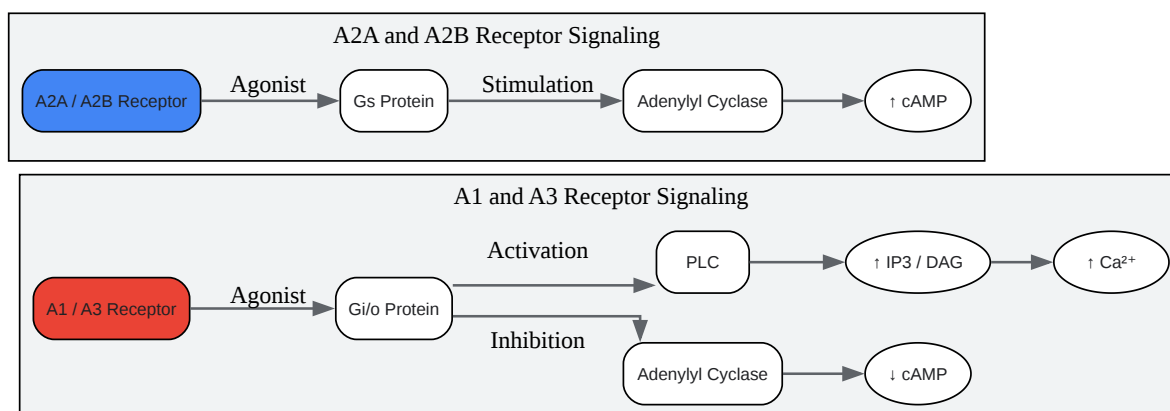 A2A and A2B Receptor Signaling
A2A / A2B Receptor
Agonist
Gs Protein
Stimulation
Adenylyl Cyclase
↑ cAMP
A1 and A3 Receptor Signaling
A1 / A3 Receptor
Agonist
Gi/o Protein
Activation
PLC
↑ IP3 / DAG
↑ Ca²⁺
Inhibition
Adenylyl Cyclase
↓ cAMP